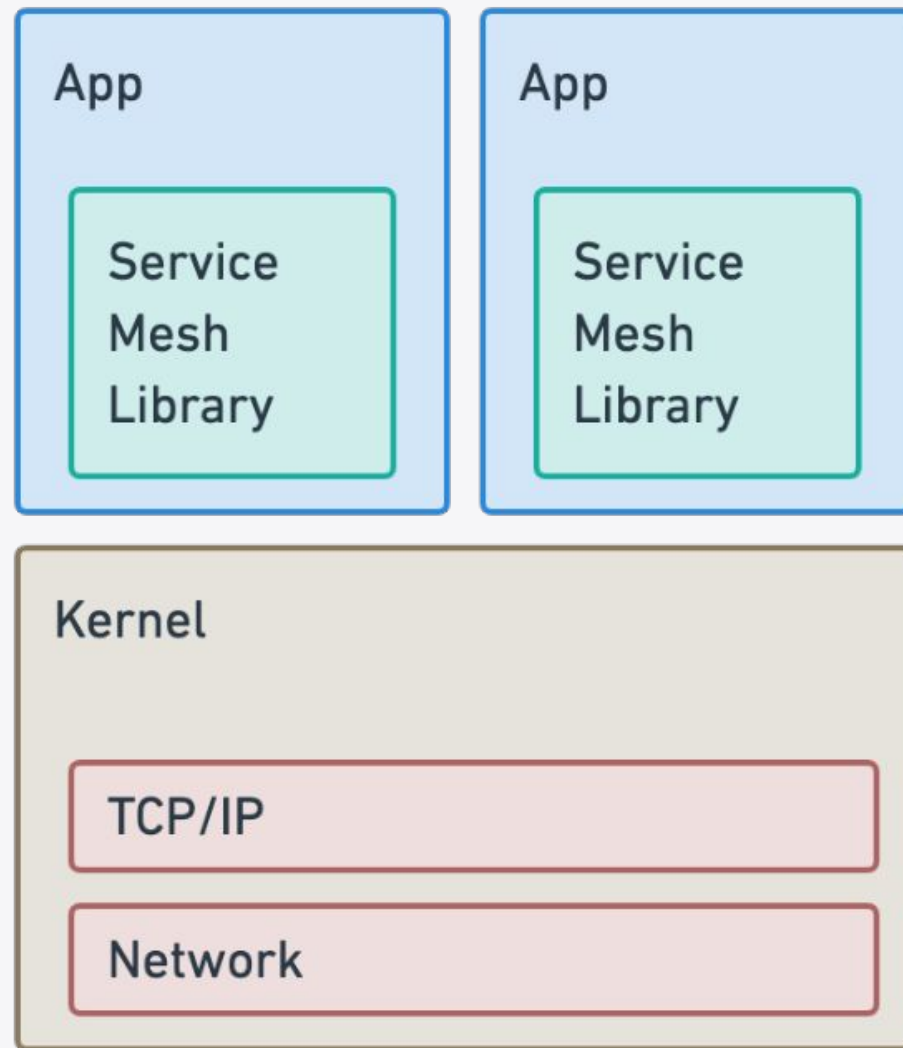 App
Service
Mesh
Library
App
Service
Mesh
Library
Kernel
TCP/IP
Network